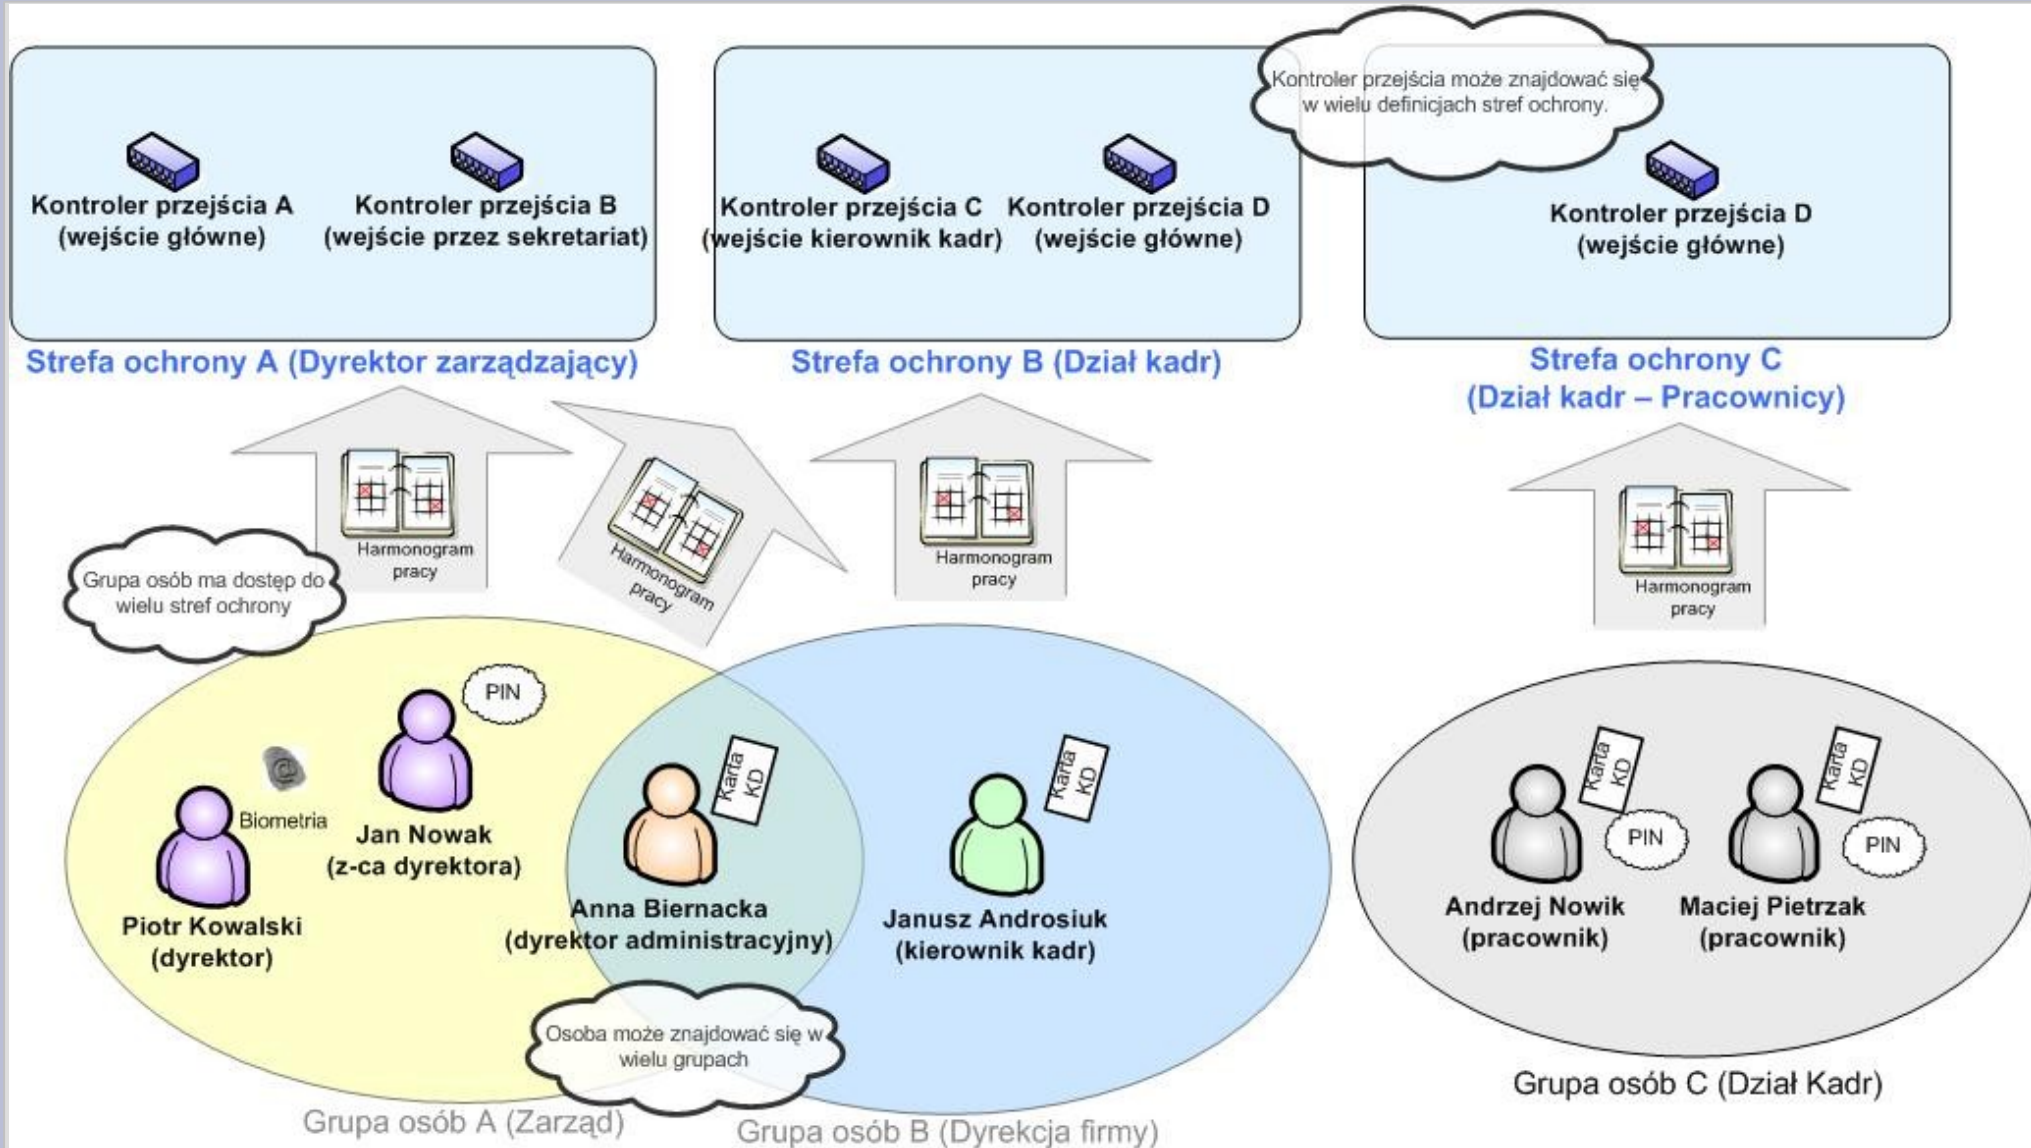 Kontroler przejścia może znajdować się
w wielu definicjach stref ochrony.
Kontroler przejścia A
(wejście główne)
Kontroler przejścia B
(wejście przez sekretariat)
Kontroler przejścia C
(wejście kierownik kadr)
Kontroler przejścia D
(wejście główne)
Kontroler przejścia D
(wejście główne)
Strefa ochrony A (Dyrektor zarządzający)
Strefa ochrony B (Dział kadr)
Strefa ochrony C
(Dział kadr – Pracownicy)
Harmonogram
pracy
Harmonogram
pracy
Harmonogram
pracy
Harmonogram
pracy
Grupa osób ma dostęp do
wielu stref ochrony
PIN
Biometria
Jan Nowak
(z-ca dyrektora)
Piotr Kowalski
(dyrektor)
Karta
KD
Anna Biernacka
(dyrektor administracyjny)
Karta
KD
Janusz Androsiuk
(kierownik kadr)
Karta
KD
PIN
Andrzej Nowik
(pracownik)
Karta
KD
PIN
Maciej Pietrzak
(pracownik)
Osoba może znajdować się w
wielu grupach
Grupa osób A (Zarząd)
Grupa osób B (Dyrekcja firmy)
Grupa osób C (Dział Kadr)